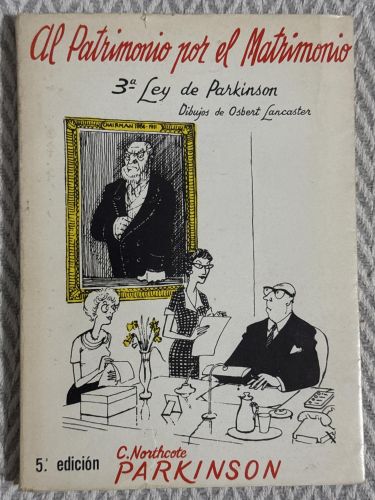 Al Patrimonio por el Matrimonio
3ª Ley de Parkinson
Dibujos de Osbert Lancaster
5.ª edición
C. Northcote
PARKINSON